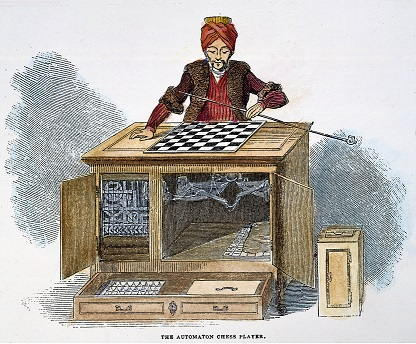 THE AUTOMATON CHESS PLAYER.